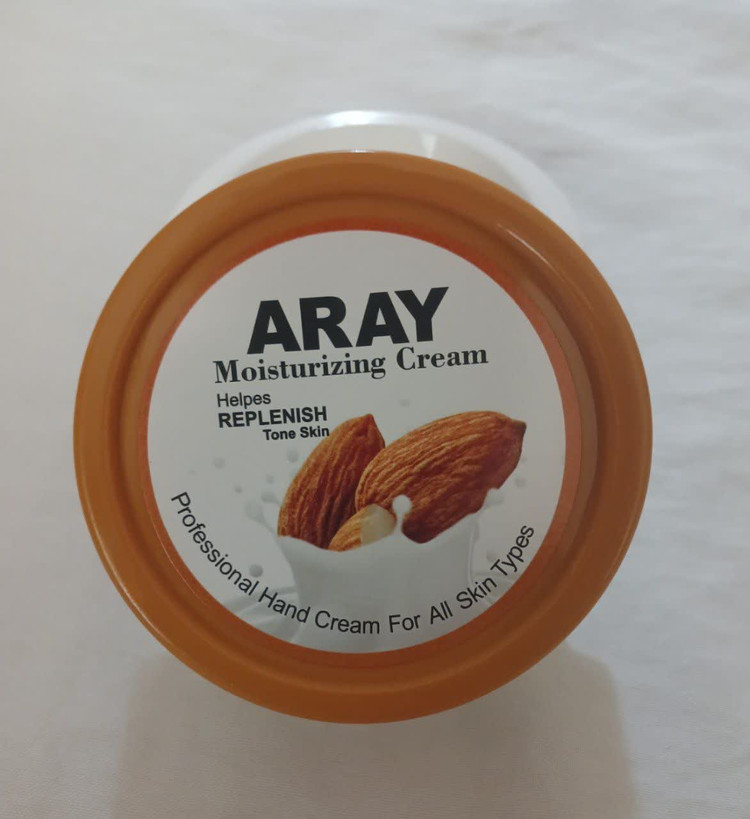 ARAY
Moisturizing Cream
Helpes
REPLENISH
Tone Skin
Professional Hand Cream For All Skin Types